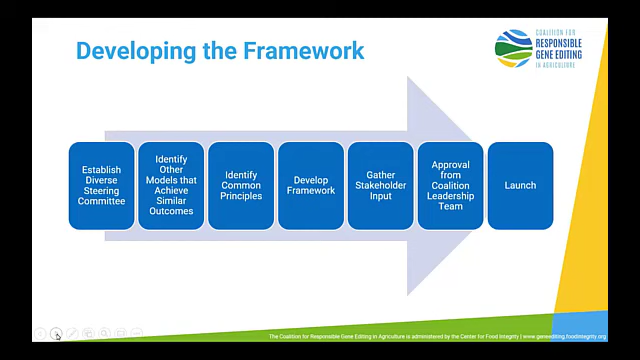 Developing the Framework
COALITION FOR
RESPONSIBLE
GENE EDITING
IN AGRICULTURE
Establish
Diverse
Steering
Committee
Identify
Other
Models that
Achieve
Similar
Outcomes
Identify
Common
Principles
Develop
Framework
Gather
Stakeholder
Input
Approval
from
Coalition
Leadership
Team
Launch
The Coalition for Responsible Gene Editing in Agriculture is administered by the Center for Food Integrity | www.geneediting.foodintegrity.org